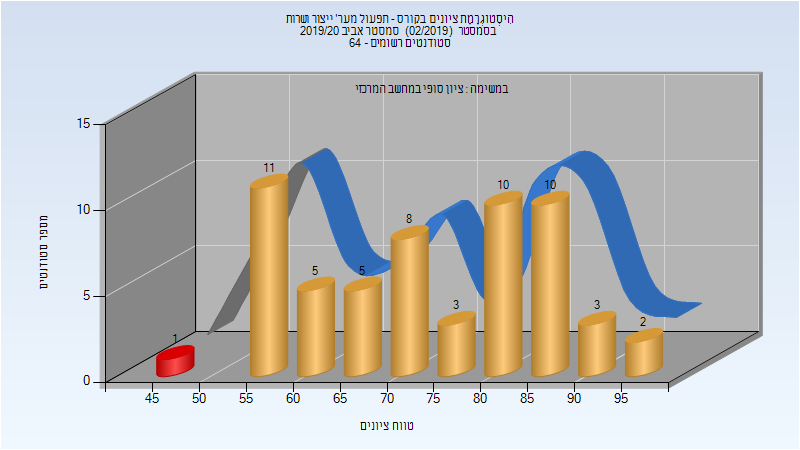 היסטוגרמת ציונים בקורס - תפעול מער' ייצור ושרות
בסמסטר (02/2019) סמסטר אביב 2019/20
סטודנטים רשומים - 64
במשימה : ציון סופי במחשב המרכזי
מספר סטודנטים
15
10
5
0
1
11
5
5
8
3
10
10
3
2
45 50 55 60 65 70 75 80 85 90 95
טווח ציונים